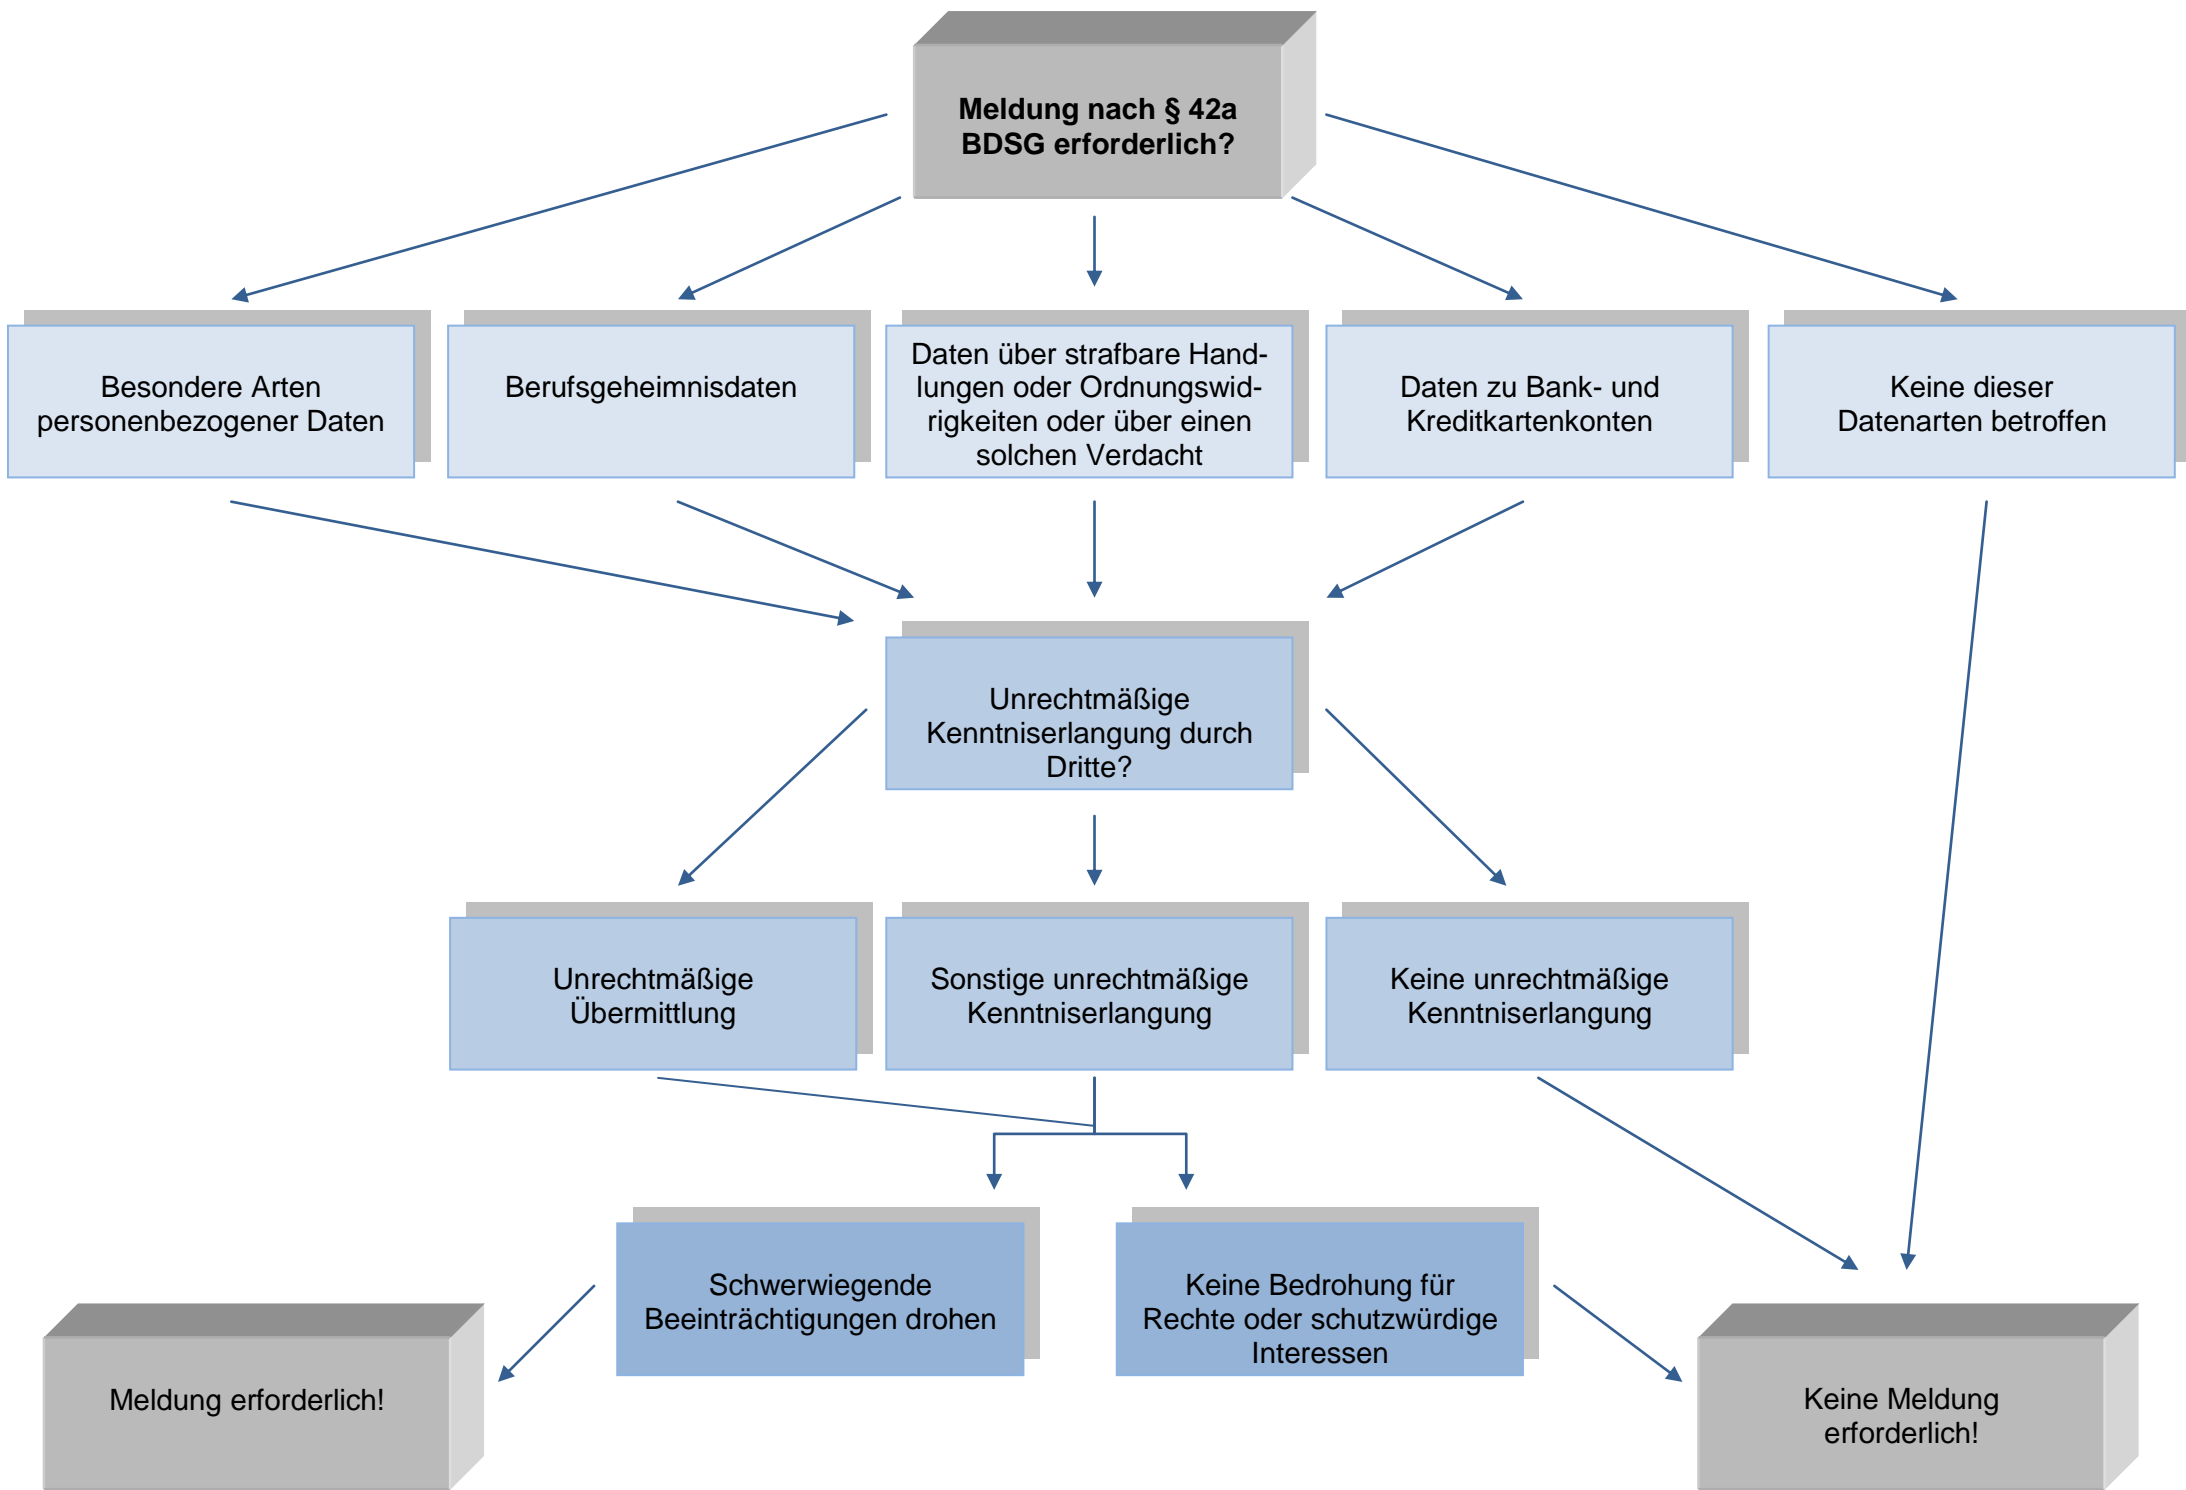 Meldung nach § 42a
BDSG erforderlich?
Besondere Arten
personenbezogener Daten
Berufsgeheimnisdaten
Daten über strafbare Hand-
lungen oder Ordnungswid-
rigkeiten oder über einen
solchen Verdacht
Daten zu Bank- und
Kreditkartenkonten
Keine dieser
Datenarten betroffen
Unrechtmäßige
Kenntniserlangung durch
Dritte?
Unrechtmäßige
Übermittlung
Sonstige unrechtmäßige
Kenntniserlangung
Keine unrechtmäßige
Kenntniserlangung
Schwerwiegende
Beeinträchtigungen drohen
Keine Bedrohung für
Rechte oder schutzwürdige
Interessen
Meldung erforderlich!
Keine Meldung
erforderlich!